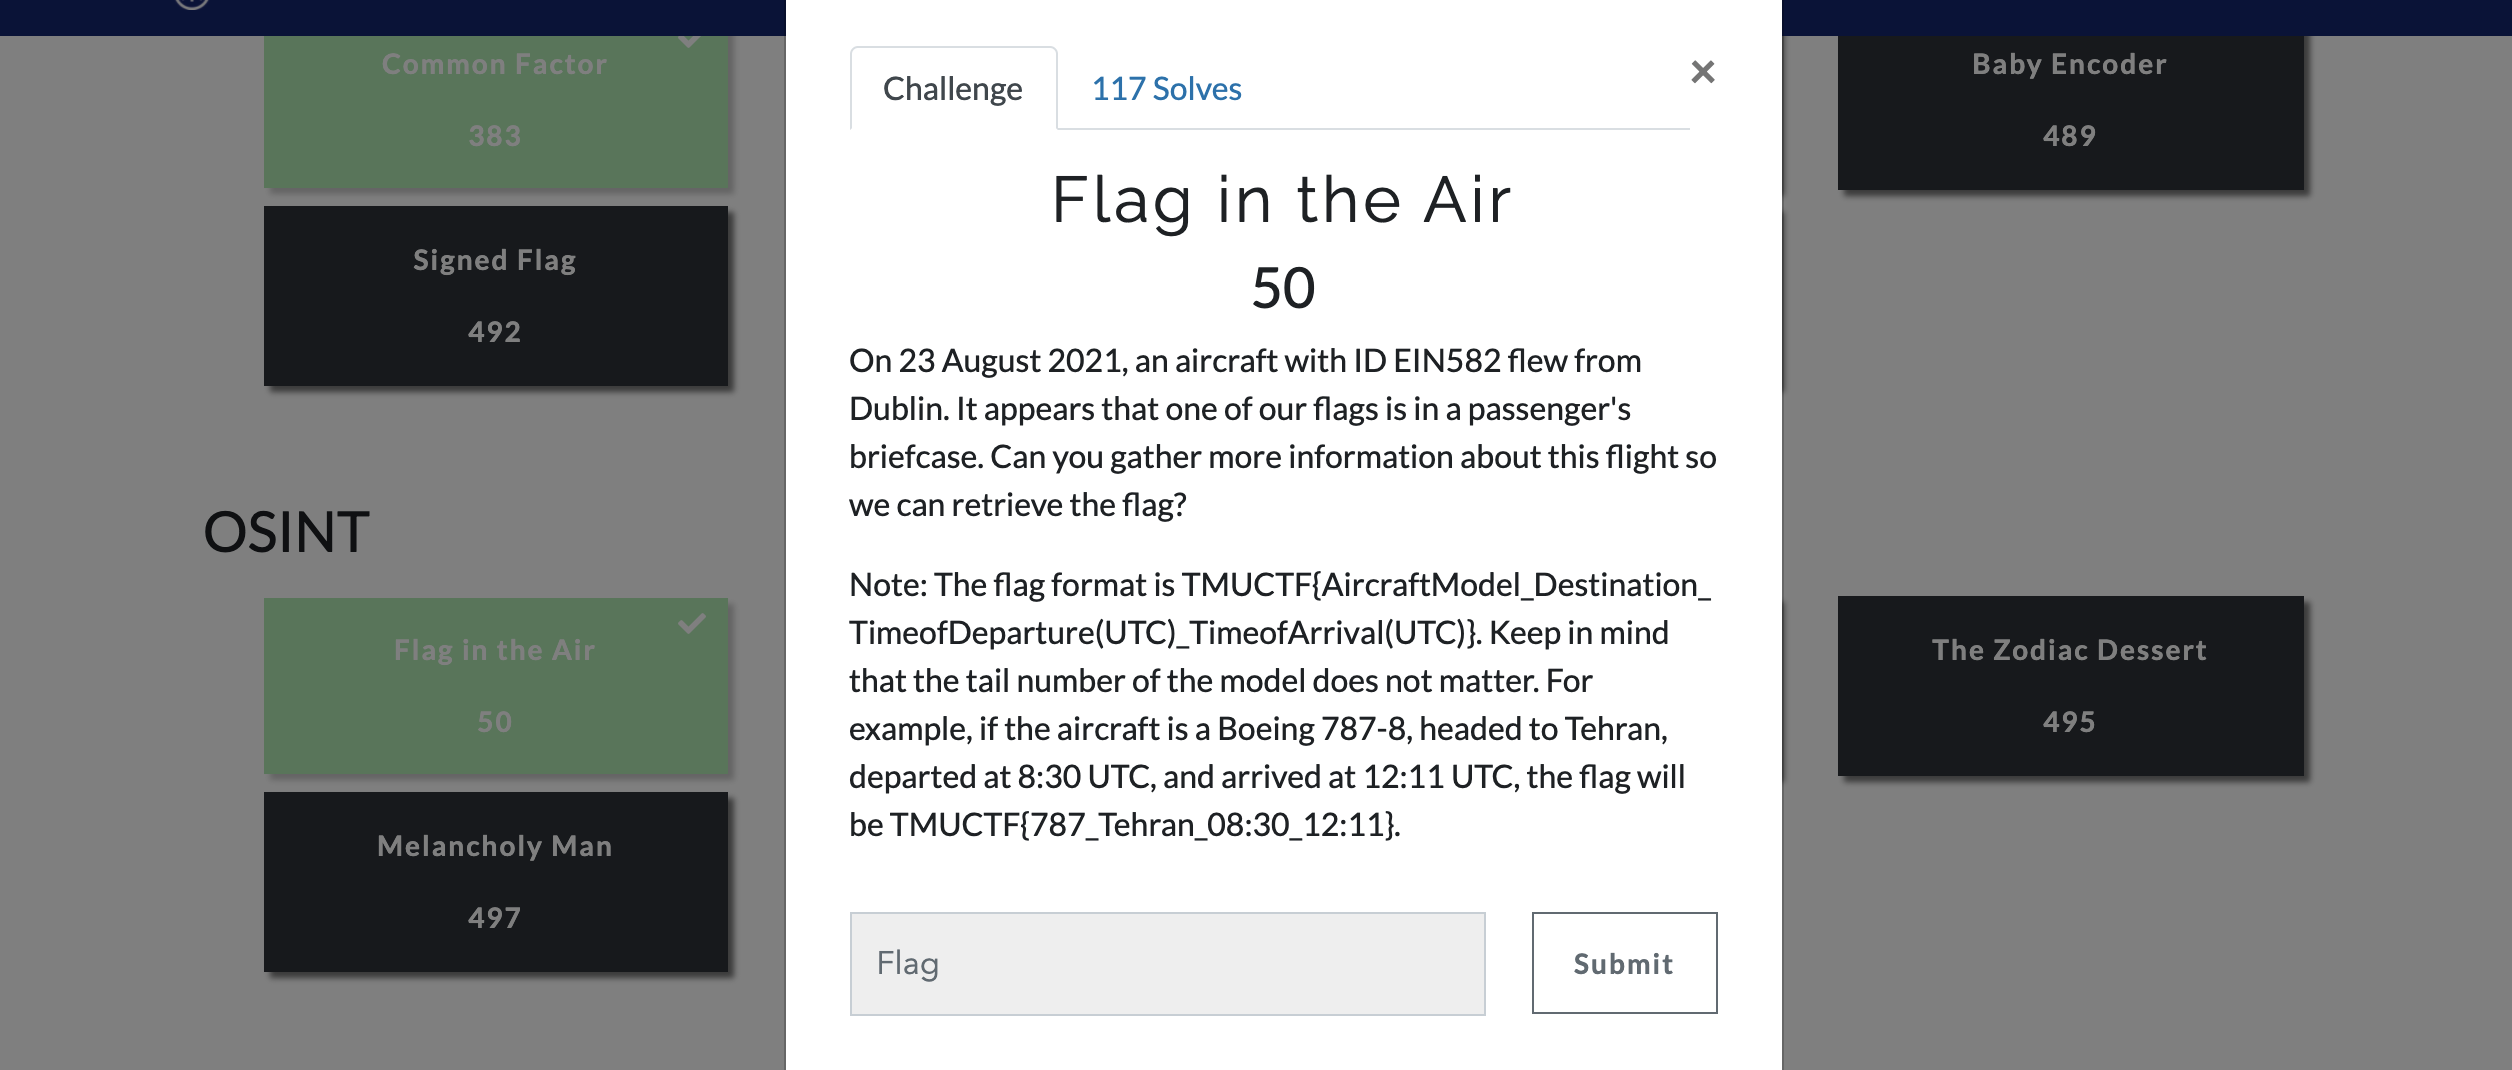 Common Factor
383
Signed Flag
492
OSINT
Flag in the Air
50
Melancholy Man
497
Challenge
117 Solves
×
Flag in the Air
50
On 23 August 2021, an aircraft with ID EIN582 flew from
Dublin. It appears that one of our flags is in a passenger's
briefcase. Can you gather more information about this flight so
we can retrieve the flag?
Note: The flag format is TMUCTF{AircraftModel_Destination_
TimeofDeparture(UTC)_TimeofArrival(UTC)}. Keep in mind
that the tail number of the model does not matter. For
example, if the aircraft is a Boeing 787-8, headed to Tehran,
departed at 8:30 UTC, and arrived at 12:11 UTC, the flag will
be TMUCTF{787_Tehran_08:30_12:11}.
Flag
Submit
Baby Encoder
489
The Zodiac Dessert
495